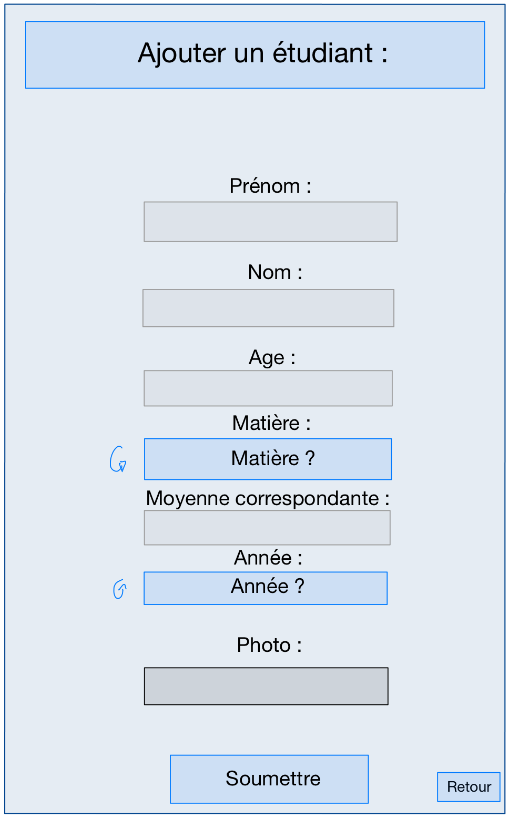 Ajouter un étudiant :
Prénom :
Nom :
Age :
Matière :
Matière ?
Moyenne correspondante :
Année :
Année ?
Photo :
Soumettre
Retour